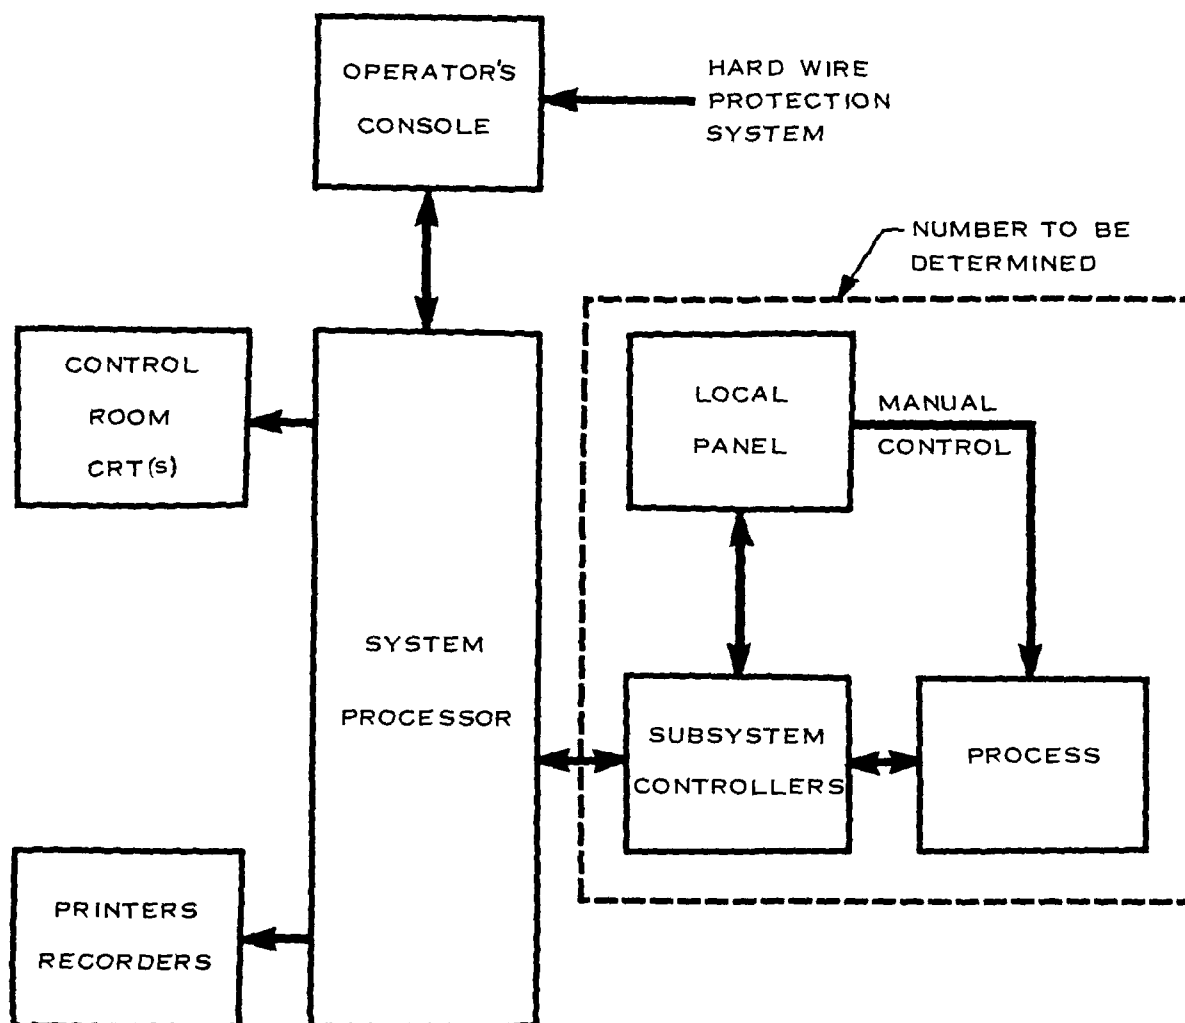 OPERATOR'S
CONSOLE
HARD WIRE
PROTECTION
SYSTEM
NUMBER TO BE
DETERMINED
CONTROL
ROOM
CRT(s)
LOCAL
PANEL
MANUAL
CONTROL
SYSTEM
PROCESSOR
SUBSYSTEM
CONTROLLERS
PROCESS
PRINTERS
RECORDERS